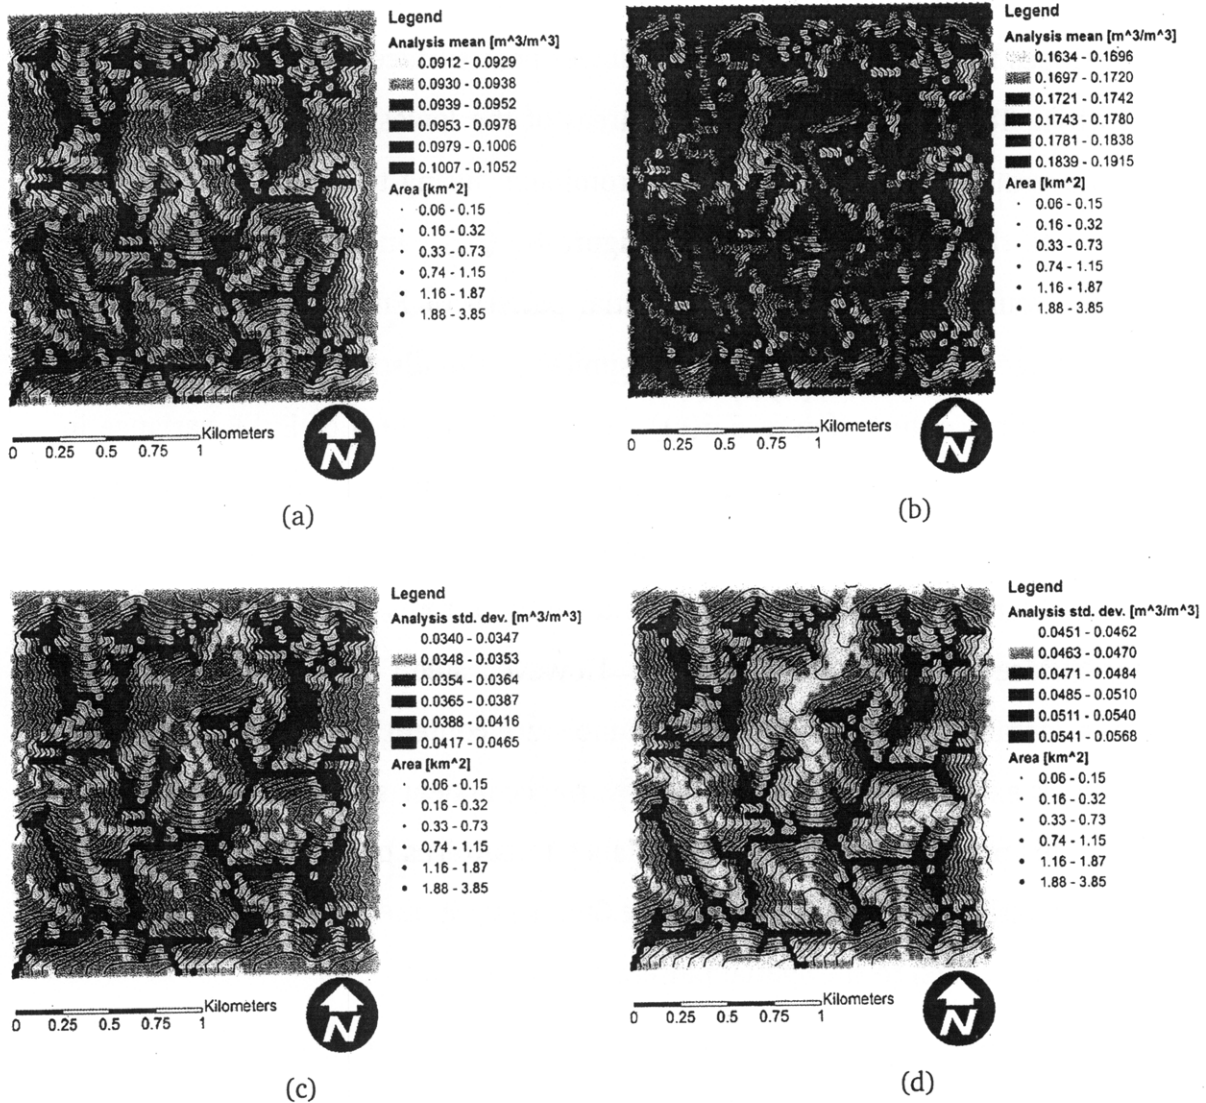 Legend
Analysis mean [m^3/m^3]
0.0912 - 0.0929
0.0930 - 0.0938
0.0939 - 0.0952
0.0953 - 0.0978
0.0979 - 0.1006
0.1007 - 0.1052
Area [km^2]
0.06 - 0.15
0.16 - 0.32
0.33 - 0.73
0.74 - 1.15
1.16 - 1.87
1.88 - 3.85
Kilometers
0 0.25 0.5 0.75 1
N
(a)
Legend
Analysis mean [m^3/m^3]
0.1634 - 0.1696
0.1697 - 0.1720
0.1721 - 0.1742
0.1743 - 0.1780
0.1781 - 0.1838
0.1839 - 0.1915
Area [km^2]
0.06 - 0.15
0.16 - 0.32
0.33 - 0.73
0.74 - 1.15
1.16 - 1.87
1.88 - 3.85
Kilometers
0 0.25 0.5 0.75 1
N
(b)
Legend
Analysis std. dev. [m^3/m^3]
0.0340 - 0.0347
0.0348 - 0.0353
0.0354 - 0.0364
0.0365 - 0.0387
0.0388 - 0.0416
0.0417 - 0.0465
Area [km^2]
0.06 - 0.15
0.16 - 0.32
0.33 - 0.73
0.74 - 1.15
1.16 - 1.87
1.88 - 3.85
Kilometers
0 0.25 0.5 0.75 1
N
(c)
Legend
Analysis std. dev. [m^3/m^3]
0.0451 - 0.0462
0.0463 - 0.0470
0.0471 - 0.0484
0.0485 - 0.0510
0.0511 - 0.0540
0.0541 - 0.0568
Area [km^2]
0.06 - 0.15
0.16 - 0.32
0.33 - 0.73
0.74 - 1.15
1.16 - 1.87
1.88 - 3.85
Kilometers
0 0.25 0.5 0.75 1
N
(d)